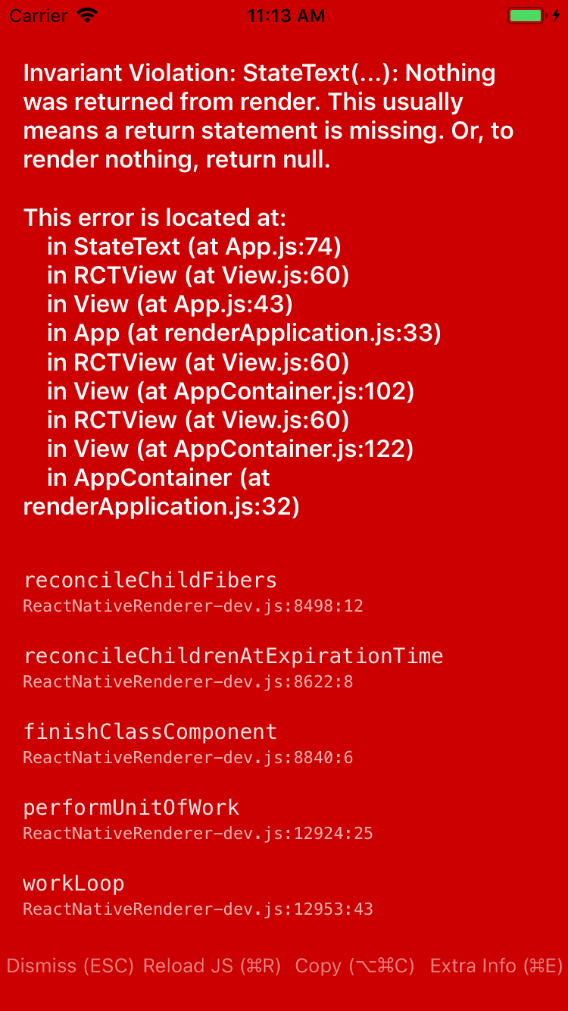 Carrier 11:13 AM
Invariant Violation: StateText(...): Nothing
was returned from render. This usually
means a return statement is missing. Or, to
render nothing, return null.
This error is located at:
in StateText (at App.js:74)
in RCTView (at View.js:60)
in View (at App.js:43)
in App (at renderApplication.js:33)
in RCTView (at View.js:60)
in View (at AppContainer.js:102)
in RCTView (at View.js:60)
in View (at AppContainer.js:122)
in AppContainer (at
renderApplication.js:32)
reconcileChildFibers
ReactNativeRenderer-dev.js:8498:12
reconcileChildrenAtExpirationTime
ReactNativeRenderer-dev.js:8622:8
finishClassComponent
ReactNativeRenderer-dev.js:8840:6
performUnitOfWork
ReactNativeRenderer-dev.js:12924:25
workLoop
ReactNativeRenderer-dev.js:12953:43
Dismiss (ESC) Reload JS (⌘R) Copy (⌥⌘C) Extra Info (⌘E)